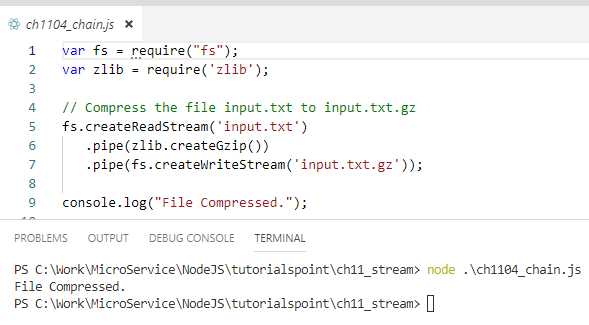 ch1104_chain.js ×
1 var fs = require("fs");
2 var zlib = require('zlib');
3
4 // Compress the file input.txt to input.txt.gz
5 fs.createReadStream('input.txt')
6 .pipe(zlib.createGzip())
7 .pipe(fs.createWriteStream('input.txt.gz'));
8
9 console.log("File Compressed.");
PROBLEMS OUTPUT DEBUG CONSOLE TERMINAL
PS C:\Work\MicroService\NodeJS\tutorialspoint\ch11_stream> node .\ch1104_chain.js
File Compressed.
PS C:\Work\MicroService\NodeJS\tutorialspoint\ch11_stream>